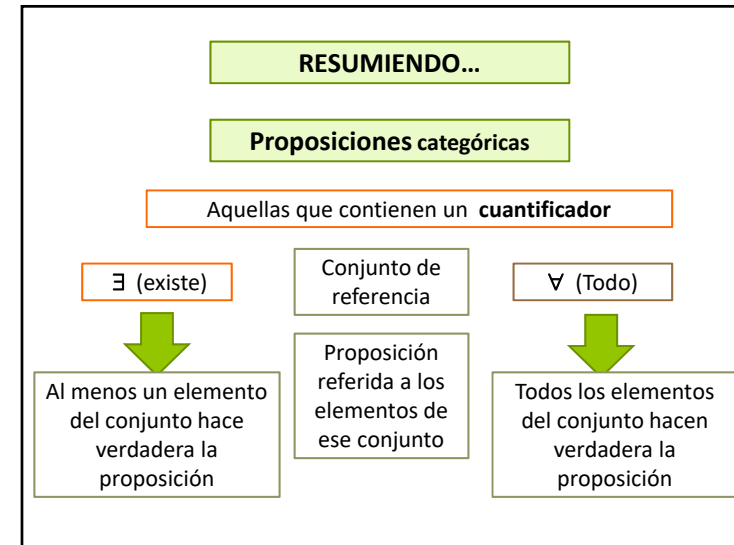 RESUMIENDO...
Proposiciones categóricas
Aquellas que contienen un cuantificador
∃ (existe)
Conjunto de
referencia
∀ (Todo)
Al menos un elemento
del conjunto hace
verdadera la
proposición
Proposición
referida a los
elementos de
ese conjunto
Todos los elementos
del conjunto hacen
verdadera la
proposición